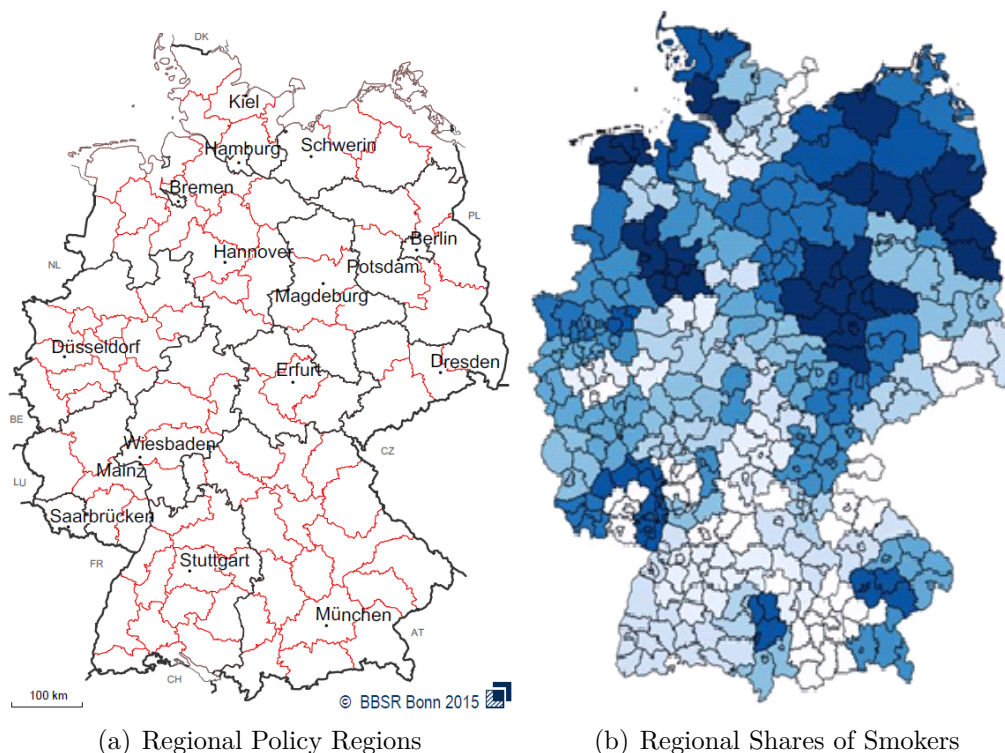 DK
Kiel
Hamburg
Schwerin
Bremen
PL
Berlin
Hannover
NL
Potsdam
Magdeburg
Düsseldorf
Dresden
Erfurt
BE
Wiesbaden
CZ
Mainz
LU
Saarbrücken
FR
Stuttgart
München
AT
CH
100 km
© BBSR Bonn 2015
(a) Regional Policy Regions
(b) Regional Shares of Smokers